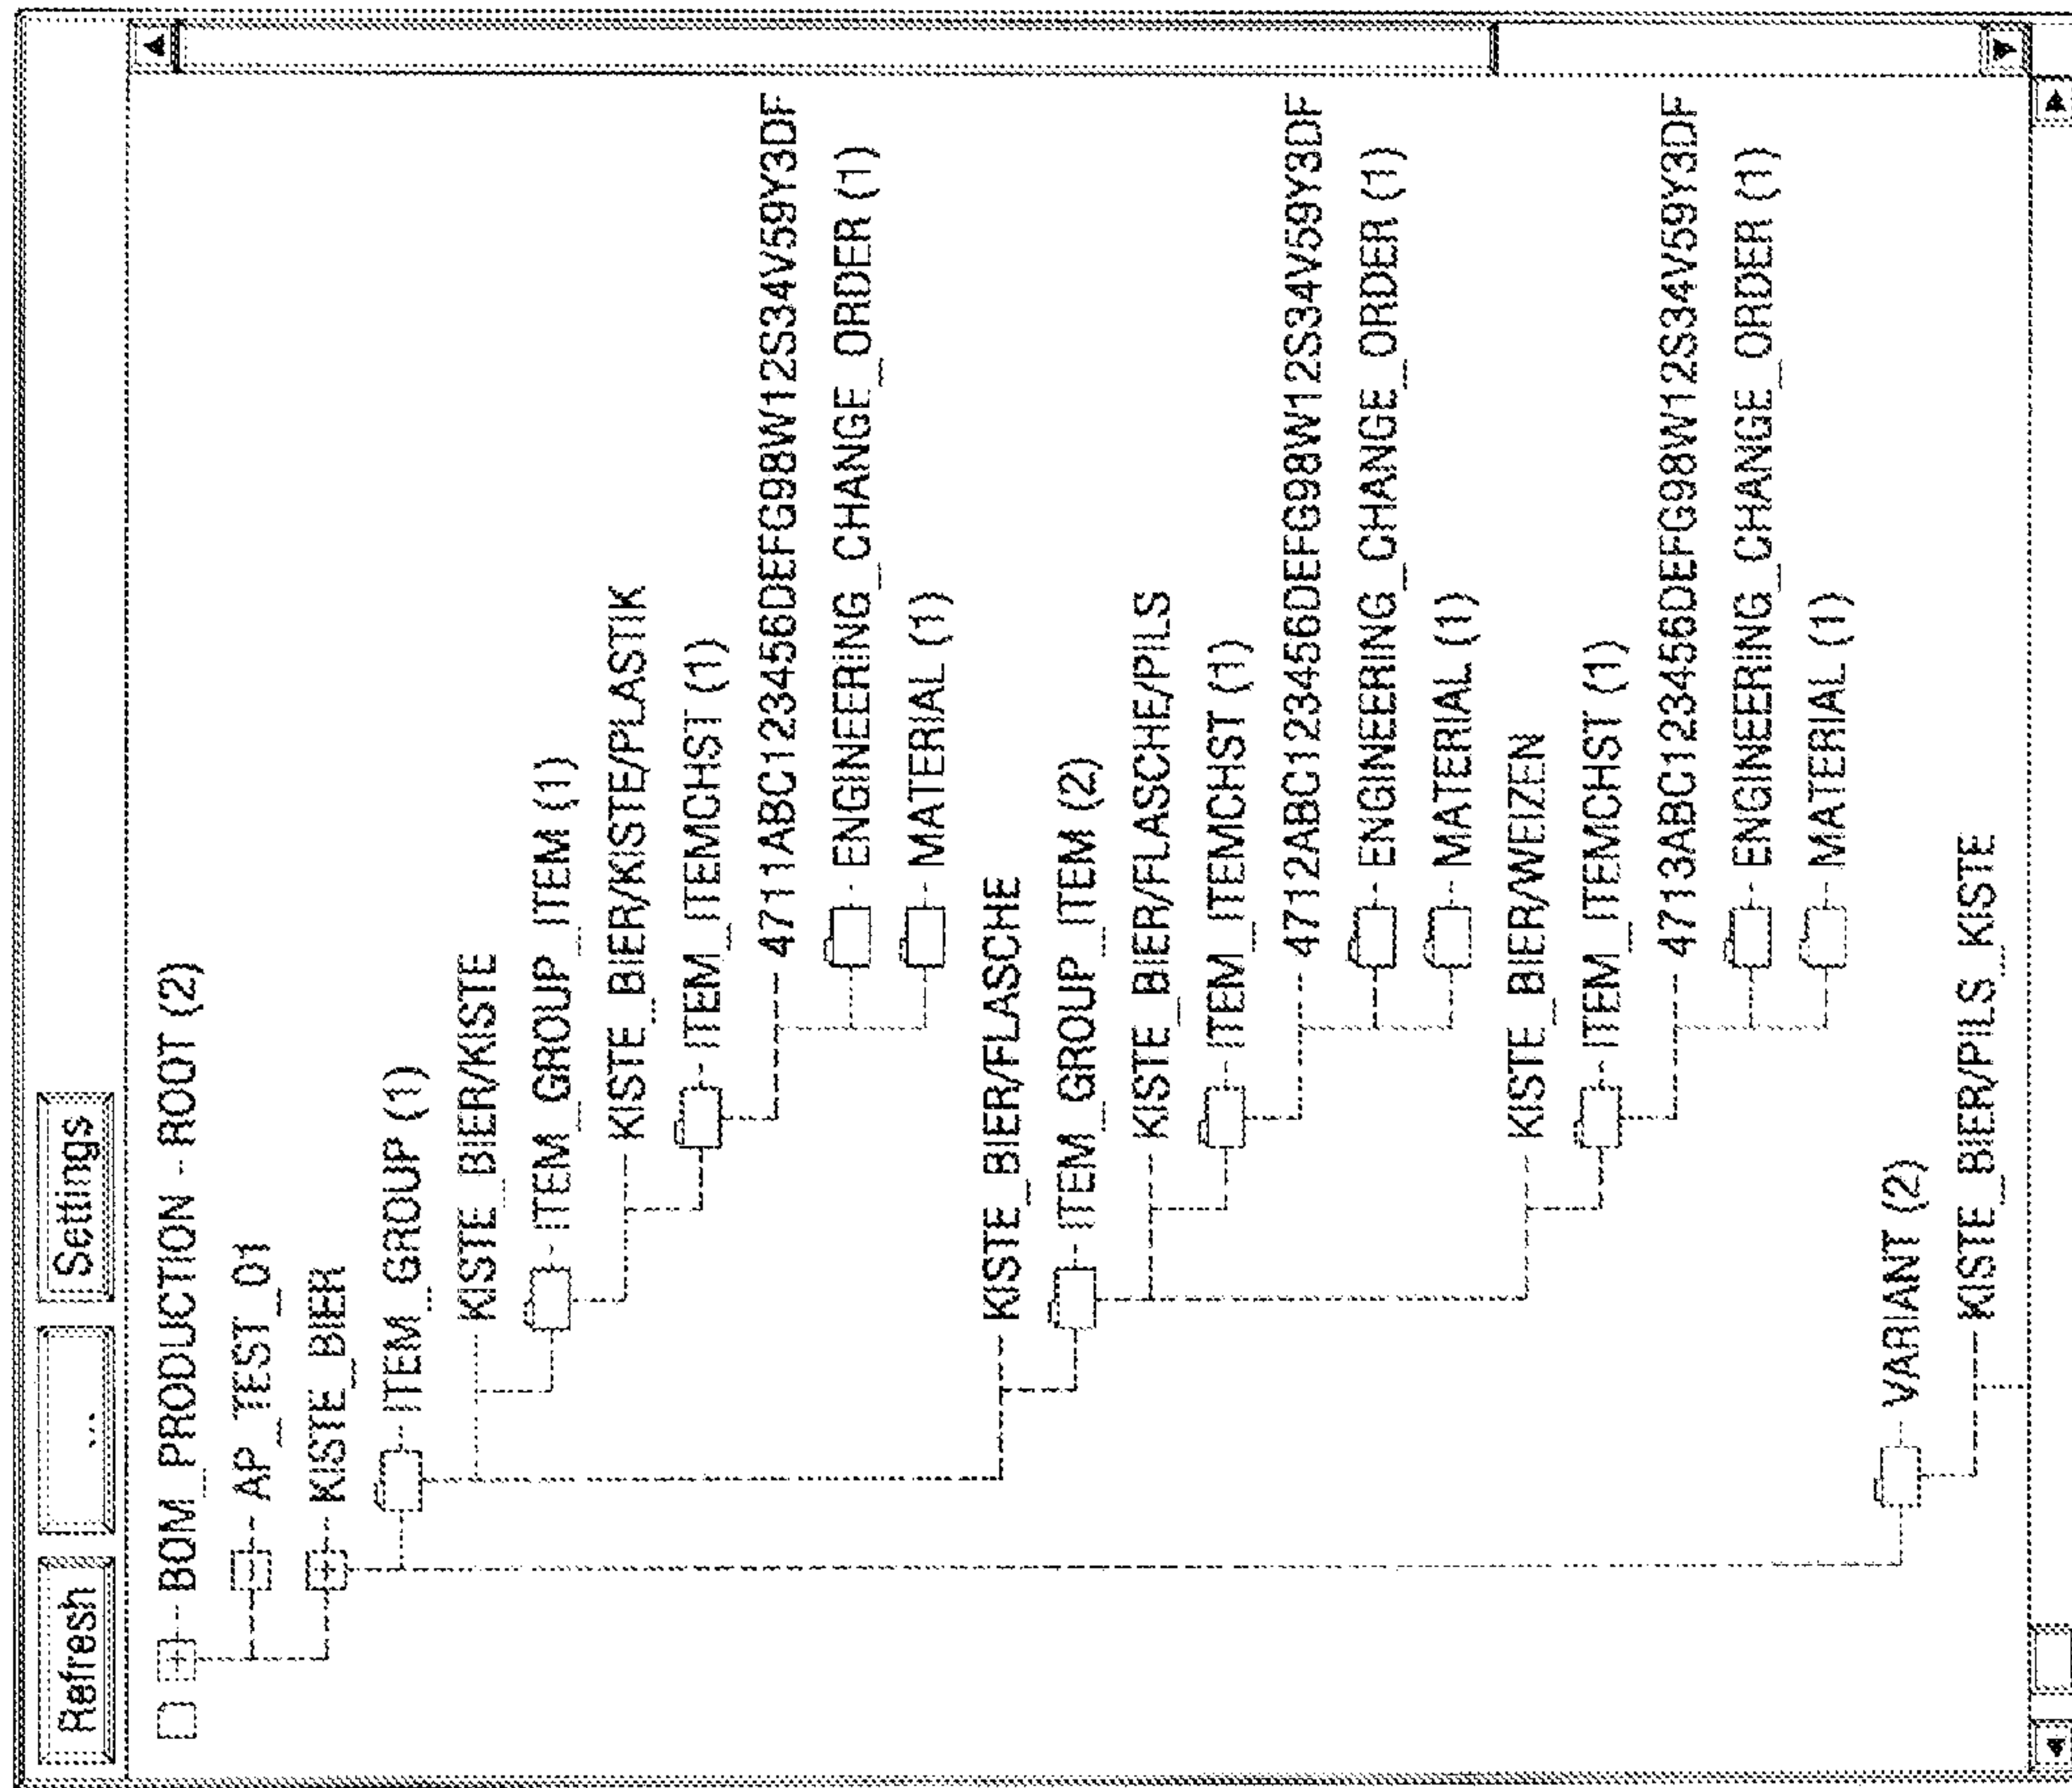 Refresh ... Settings
BOM_PRODUCTION--ROOT (2)
AP_TEST_01
KISTE_BIER
ITEM_GROUP (1)
KISTE_BIER/KISTE
ITEM_GROUP_ITEM (1)
KISTE_BIER/KISTE/PLASTIK
ITEM_ITEMCHST (1)
4711ABC123456DEFG98W12S34V59Y3DF
ENGINEERING_CHANGE_ORDER (1)
MATERIAL (1)
KISTE_BIER/FLASCHE
ITEM_GROUP_ITEM (2)
KISTE_BIER/FLASCHE/PILS
ITEM_ITEMCHST (1)
4712ABC123456DEFG98W12S34V59Y3DF
ENGINEERING_CHANGE_ORDER (1)
MATERIAL (1)
KISTE_BIER/WEIZEN
ITEM_ITEMCHST (1)
4713ABC123456DEFG98W12S34V59Y3DF
ENGINEERING_CHANGE_ORDER (1)
MATERIAL (1)
VARIANT (2)
KISTE_BIER/PILS_KISTE